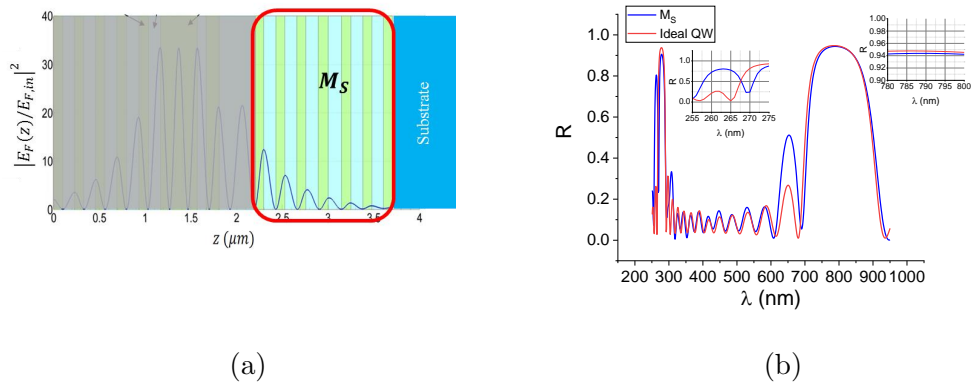 |E_F(z)/E_{F,in}|^2
40
30
20
10
0
M_S
Substrate
0 0.5 1 1.5 2 2.5 3 3.5 4
z (μm)
(a)
M_S
Ideal QW
R
1.0
0.8
0.6
0.4
0.2
0.0
200 300 400 500 600 700 800 900 1000
λ (nm)
R
1.0
0.5
0.0
255 260 265 270 275
λ (nm)
R
1.00
0.98
0.96
0.94
0.92
0.90
780 785 790 795 800
λ (nm)
(b)